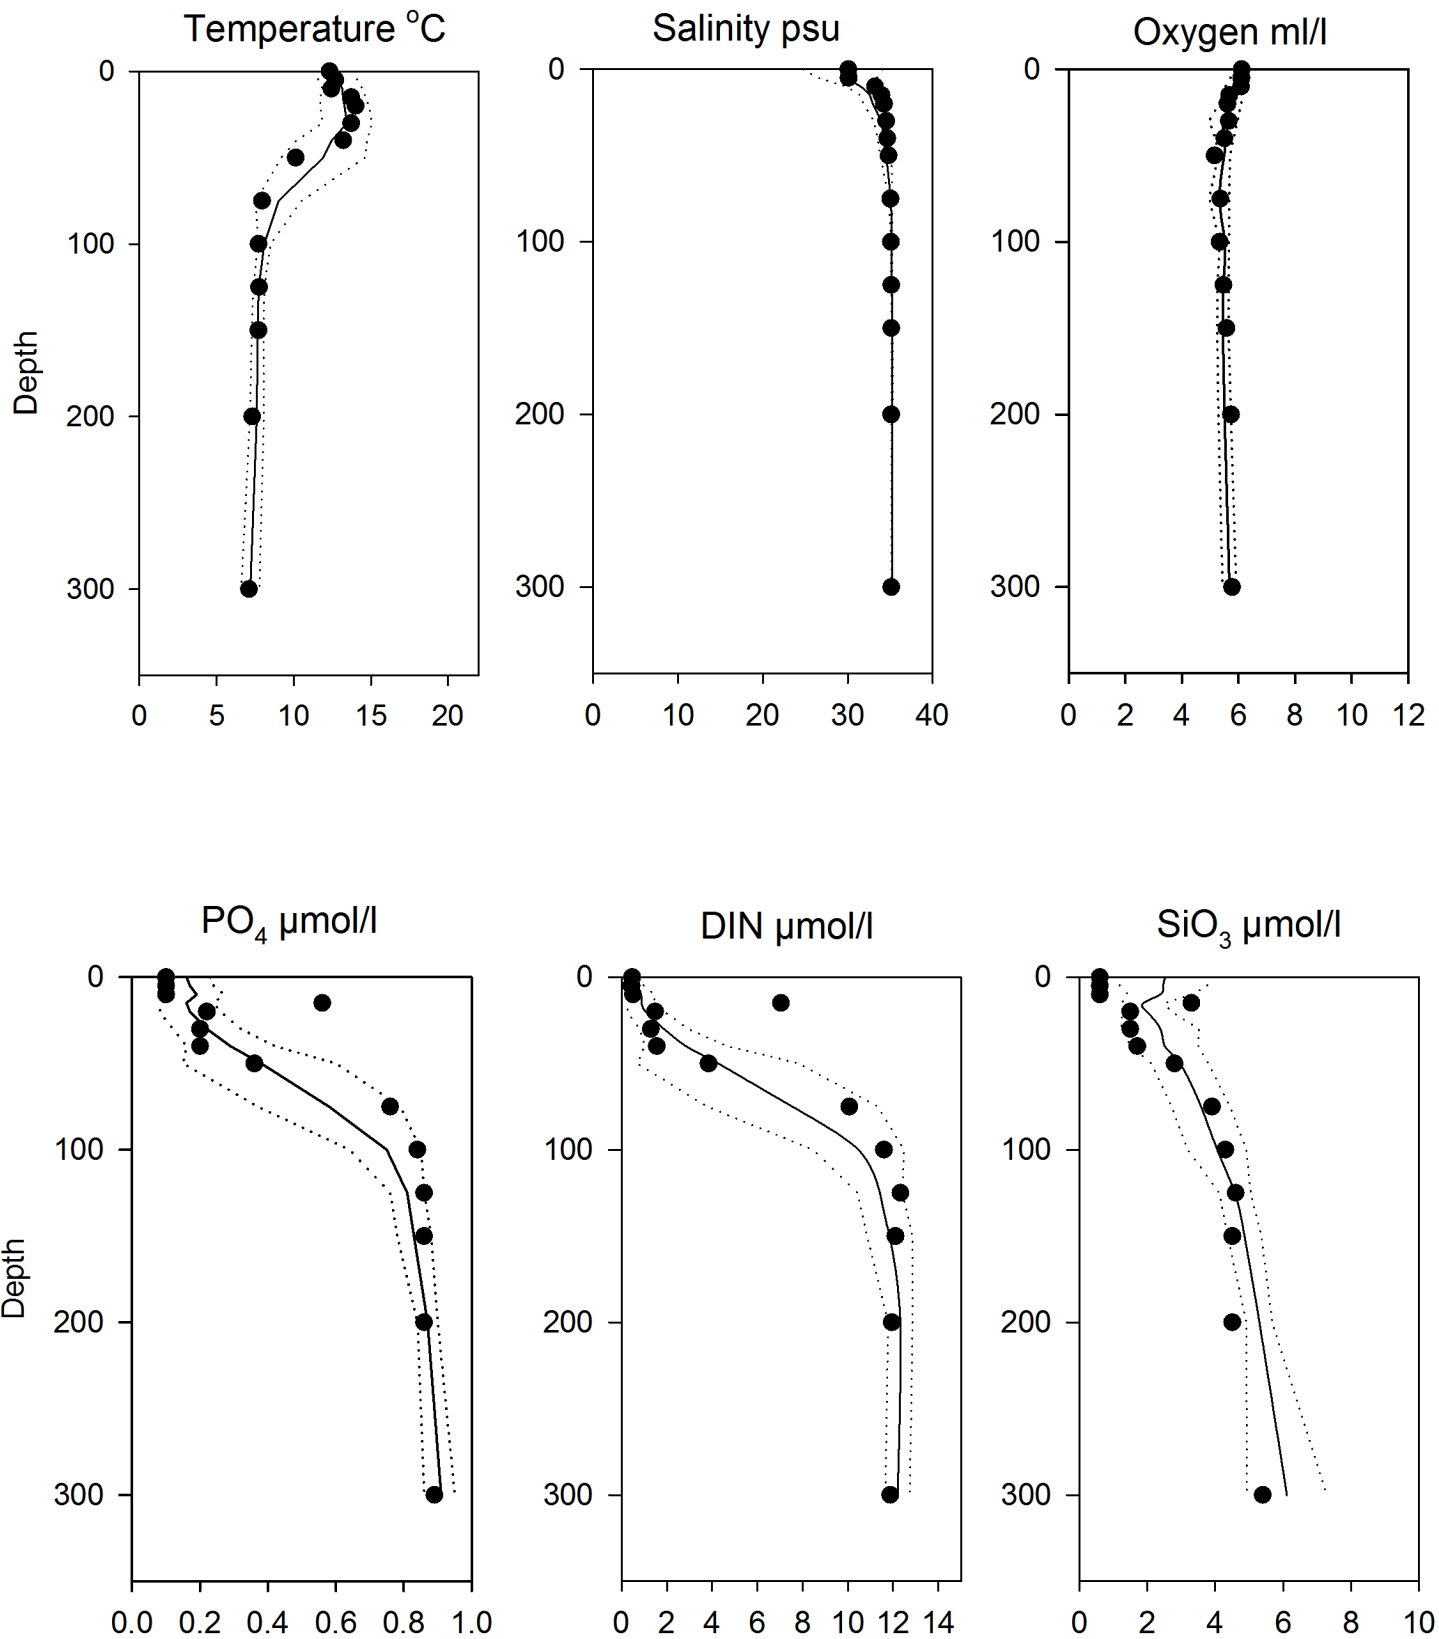 Temperature °C
Salinity psu
Oxygen ml/l
0
100
200
300
Depth
0 5 10 15 20
0
100
200
300
0 10 20 30 40
0
100
200
300
0 2 4 6 8 10 12
PO4 µmol/l
DIN µmol/l
SiO3 µmol/l
0
100
200
300
Depth
0.0 0.2 0.4 0.6 0.8 1.0
0
100
200
300
0 2 4 6 8 10 12 14
0
100
200
300
0 2 4 6 8 10